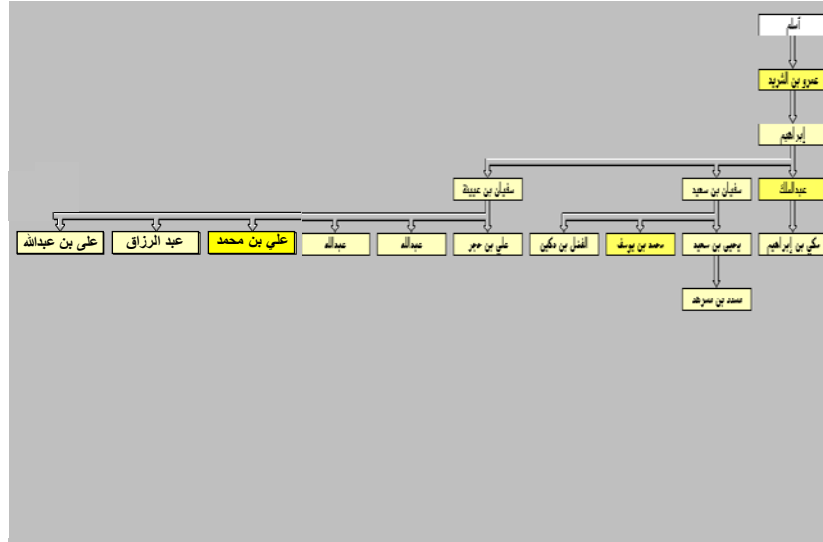 أسلم
عمرو بن الشريد
إبراهيم
عبدالملك
سفيان بن سعيد
سفيان بن عيينة
مكي بن إبراهيم
يحيى بن سعيد
محمد بن يوسف
الفضل بن دكين
علي بن حجر
عبدالله
عبدالله
علي بن محمد
عبد الرزاق
على بن عبدالله
مسدد بن مسرهد